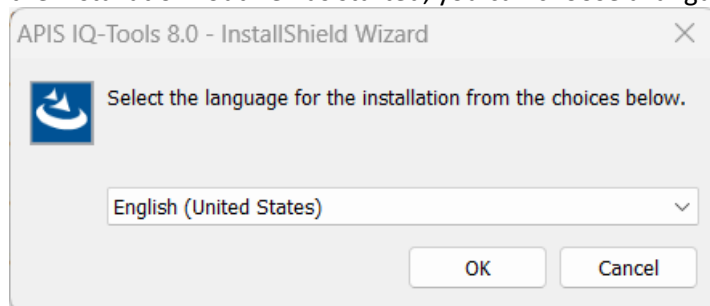 APIS IQ-Tools 8.0 - InstallShield Wizard
Select the language for the installation from the choices below.
English (United States)
OK Cancel